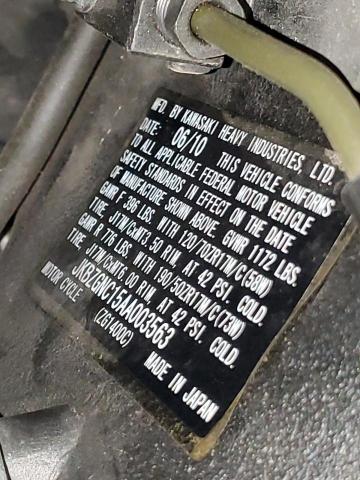 MFD. BY KAWASAKI HEAVY INDUSTRIES, LTD.
DATE: 06/10 THIS VEHICLE CONFORMS
TO ALL APPLICABLE FEDERAL MOTOR VEHICLE
SAFETY STANDARDS IN EFFECT ON THE DATE
OF MANUFACTURE SHOWN ABOVE. GVWR 1172 LBS.
GAWR F 396 LBS. WITH 120/70ZR17M/C(58W)
TIRE J17M/CxMT3.50 RIM, AT 42 PSI. COLD.
GAWR R 776 LBS. WITH 190/50ZR17M/C(73W)
TIRE J17M/CxMT6.00 RIM, AT 42 PSI. COLD.
JKBZGNC15AA003563
MOTOR CYCLE (ZG1400C) MADE IN JAPAN